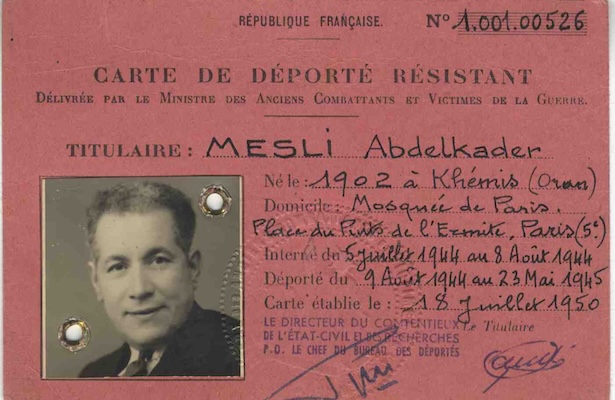 RÉPUBLIQUE FRANÇAISE.
N° 1.001.00526
CARTE DE DÉPORTÉ RÉSISTANT
DÉLIVRÉE PAR LE MINISTRE DES ANCIENS COMBATTANTS ET VICTIMES DE LA GUERRE.
TITULAIRE : MESLI Abdelkader
Né le : 1902 à Khémis (Oran)
Domicile : Mosquée de Paris.
Place du Puits de l'Ermite, Paris (5e)
Interné du 5 juillet 1944 au 8 Août 1944
Déporté du 9 Août 1944 au 23 Mai 1945
Carte établie le : 18 Juillet 1950
LE DIRECTEUR DU CONTENTIEUX
Le Titulaire
DE L'ÉTAT-CIVIL ET DES RECHERCHES
P.O. LE CHEF DU BUREAU DES DÉPORTÉS